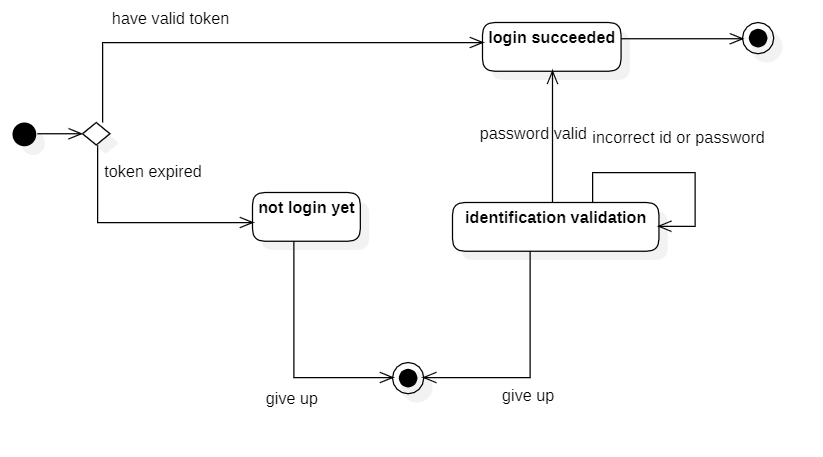 have valid token
login succeeded
password valid
incorrect id or password
token expired
not login yet
identification validation
give up
give up